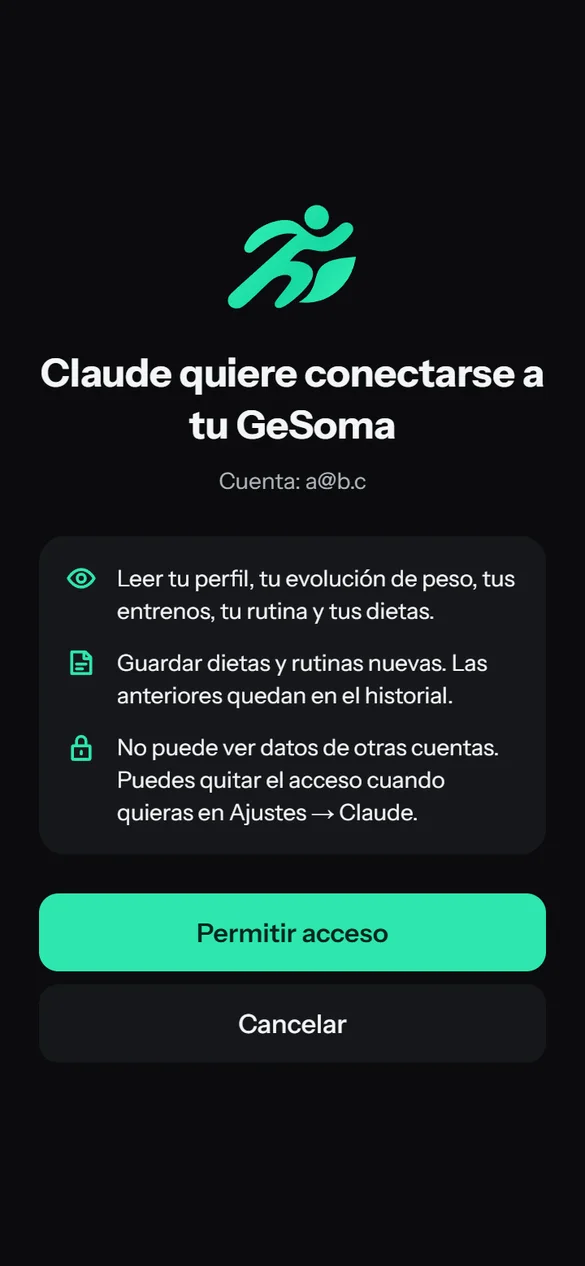 Claude quiere conectarse a
tu GeSoma
Cuenta: a@b.c
Leer tu perfil, tu evolución de peso, tus
entrenos, tu rutina y tus dietas.
Guardar dietas y rutinas nuevas. Las
anteriores quedan en el historial.
No puede ver datos de otras cuentas.
Puedes quitar el acceso cuando
quieras en Ajustes → Claude.
Permitir acceso
Cancelar